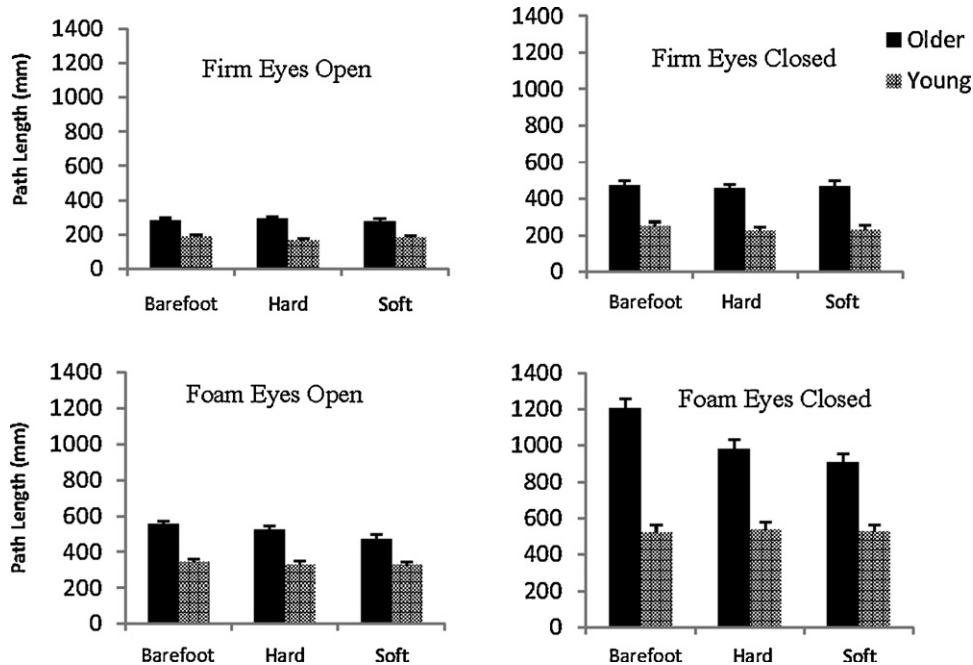 Path Length (mm)
1400
1200
1000
800
600
400
200
0
Firm Eyes Open
Barefoot Hard Soft
1400
1200
1000
800
600
400
200
0
Firm Eyes Closed
Older
Young
Barefoot Hard Soft
Path Length (mm)
1400
1200
1000
800
600
400
200
0
Foam Eyes Open
Barefoot Hard Soft
1400
1200
1000
800
600
400
200
0
Foam Eyes Closed
Barefoot Hard Soft